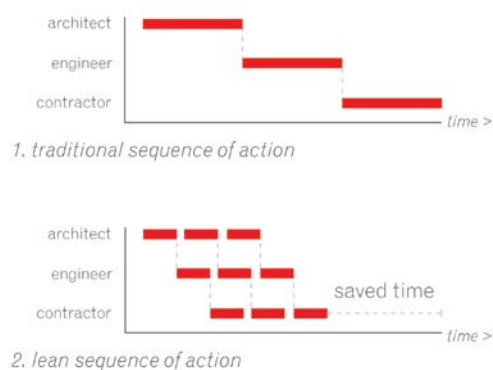 architect
engineer
contractor
time >
1. traditional sequence of action
architect
engineer
saved time
contractor
time >
2. lean sequence of action